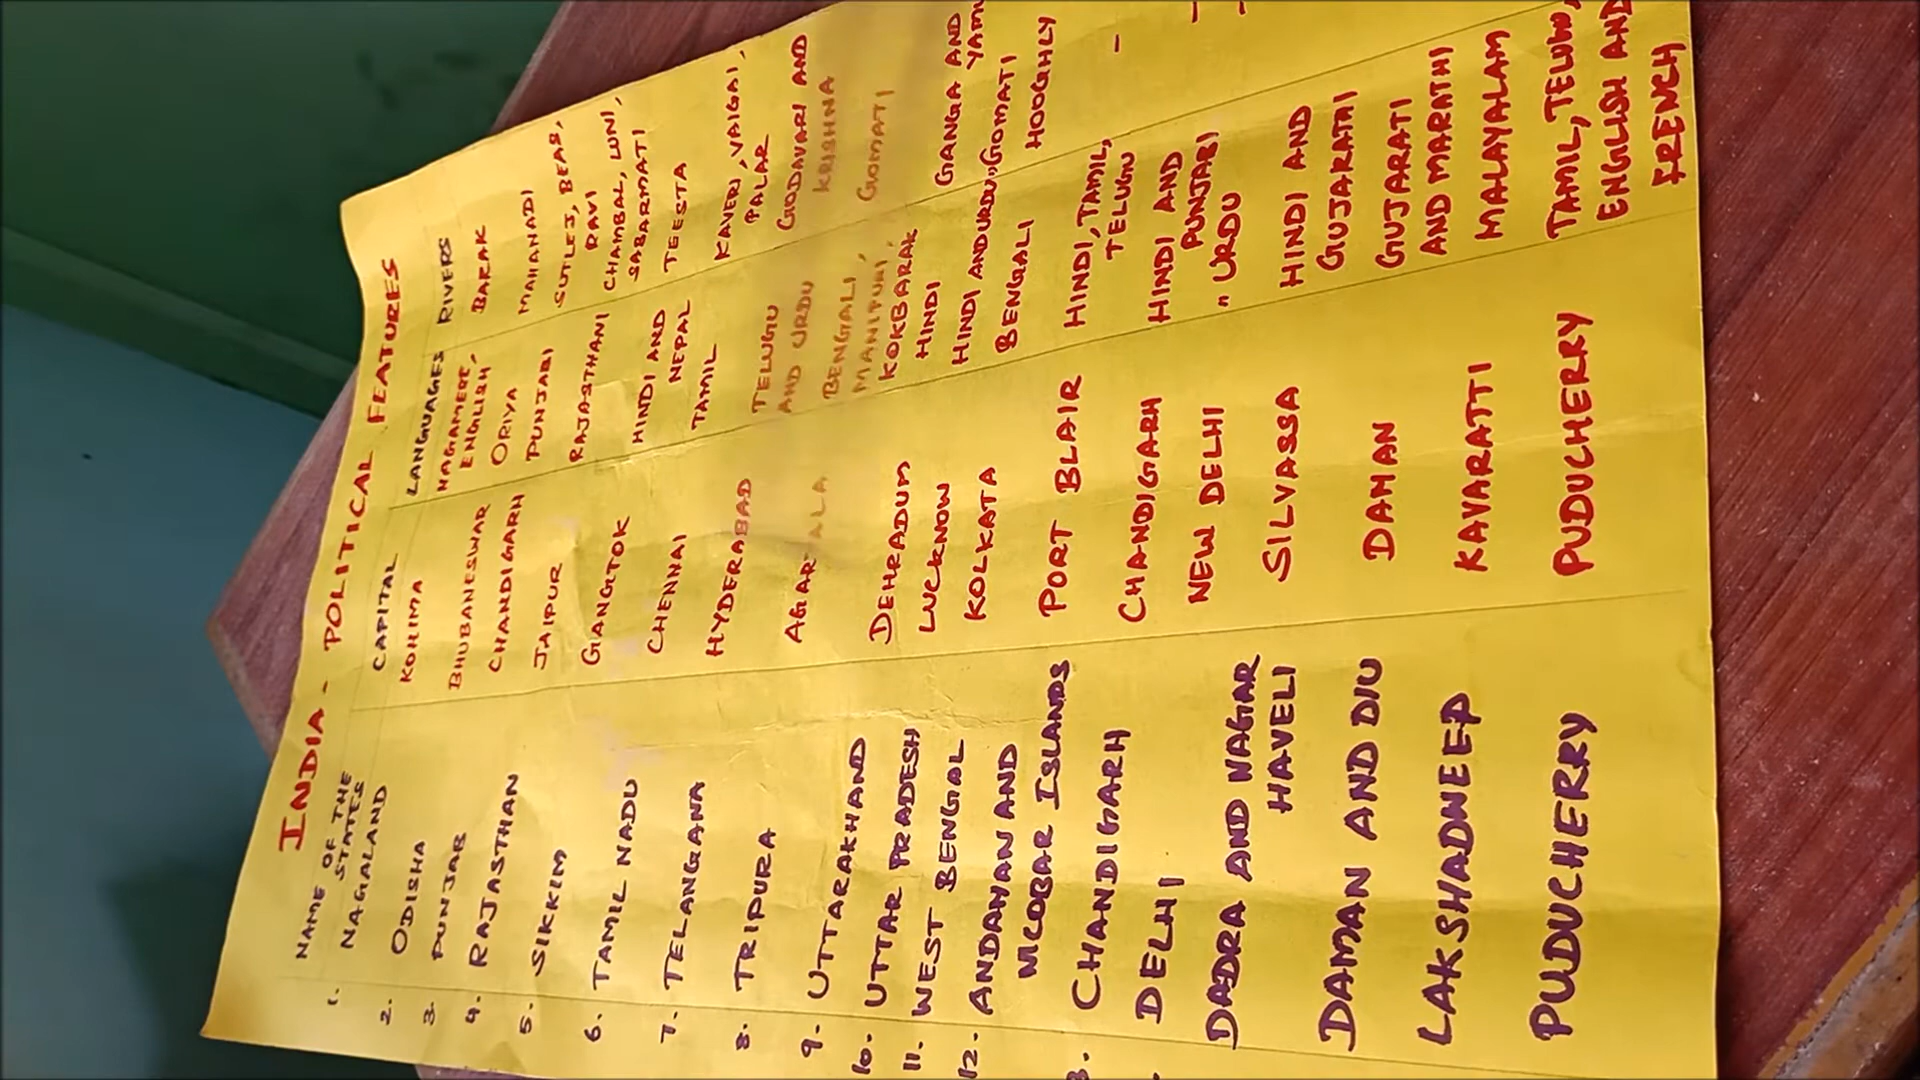 INDIA - POLITICAL FEATURES
NAME OF THE STATES CAPITAL LANGUAGES RIVERS
1. NAGALAND KOHIMA NAGAMERE, ENGLISH, BARAK
2. ODISHA BHUBANESWAR ORIYA MAHANADI
3. PUNJAB CHANDIGARH PUNJABI SUTLEJ, BEAS, RAVI
4. RAJASTHAN JAIPUR RAJASTHANI CHAMBAL, LUNI, SABARMATI
5. SIKKIM GANGTOK HINDI AND NEPAL TEESTA
6. TAMIL NADU CHENNAI TAMIL KAVERI, VAIGAI, PALAR
7. TELANGANA HYDERABAD TELUGU AND URDU GODAVARI AND KRISHNA
8. TRIPURA AGARTALA BENGALI, MANIPURI, KOKBARAK GOMATI
9. UTTARAKHAND DEHRADUM HINDI GANGA AND YAM
10. UTTAR PRADESH LUCKNOW HINDI AND URDU GOMATI
11. WEST BENGAL KOLKATA BENGALI HOOGHLY
12. ANDAMAN AND NICOBAR ISLANDS PORT BLAIR HINDI, TAMIL, TELUGU -
3. CHANDIGARH CHANDIGARH HINDI AND PUNJABI -
. DELHI NEW DELHI " URDU -
DADRA AND NAGAR HAVELI SILVASSA HINDI AND GUJARATHI
DAMAN AND DIU DAMAN GUJARATI AND MARATHI
LAKSHADWEEP KAVARATTI MALAYALAM
PUDUCHERRY PUDUCHERRY TAMIL, TELUGU, ENGLISH AND FRENCH